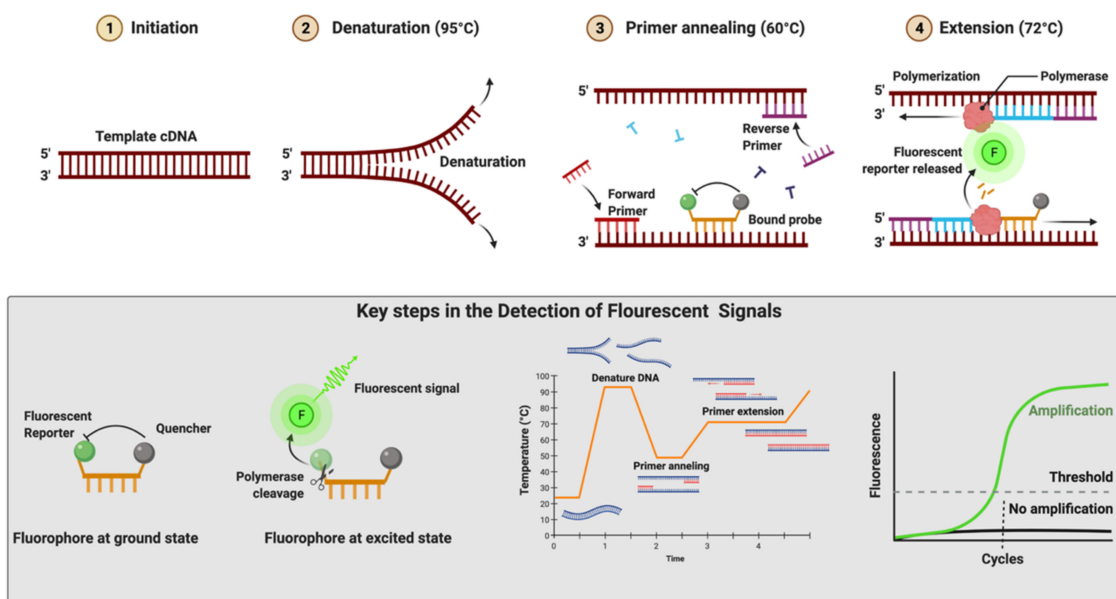 1 Initiation
2 Denaturation (95°C)
3 Primer annealing (60°C)
4 Extension (72°C)
Template cDNA
5'
3'
5'
3'
Denaturation
5'
Reverse
Primer
Forward
Primer
Bound probe
3'
Polymerization
Polymerase
5'
3'
Fluorescent
reporter released
F
5'
3'
Key steps in the Detection of Flourescent Signals
Fluorescent
Reporter
Quencher
Fluorophore at ground state
F
Fluorescent signal
Polymerase
cleavage
Fluorophore at excited state
Temperature (°C)
100
90
80
70
60
50
40
30
20
10
0
Denature DNA
Primer extension
Primer anneling
0
1
2
3
4
Time
Fluorescence
Amplification
Threshold
No amplification
Cycles